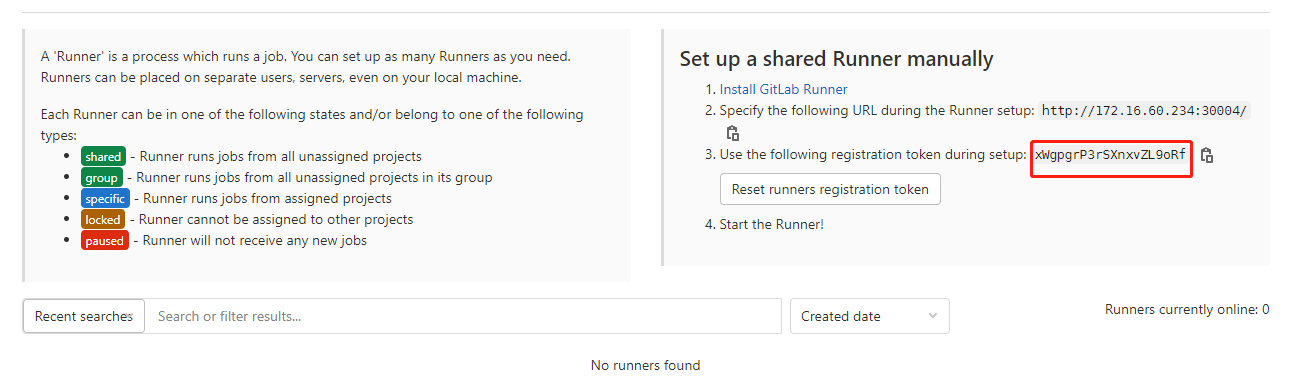 A 'Runner' is a process which runs a job. You can set up as many Runners as you need.
Runners can be placed on separate users, servers, even on your local machine.
Each Runner can be in one of the following states and/or belong to one of the following
types:
shared - Runner runs jobs from all unassigned projects
group - Runner runs jobs from all unassigned projects in its group
specific - Runner runs jobs from assigned projects
locked - Runner cannot be assigned to other projects
paused - Runner will not receive any new jobs
Set up a shared Runner manually
1. Install GitLab Runner
2. Specify the following URL during the Runner setup: http://172.16.60.234:30004/
3. Use the following registration token during setup: xWgpgrP3rSXnxvZL9oRf
Reset runners registration token
4. Start the Runner!
Recent searches
Search or filter results...
Created date
Runners currently online: 0
No runners found